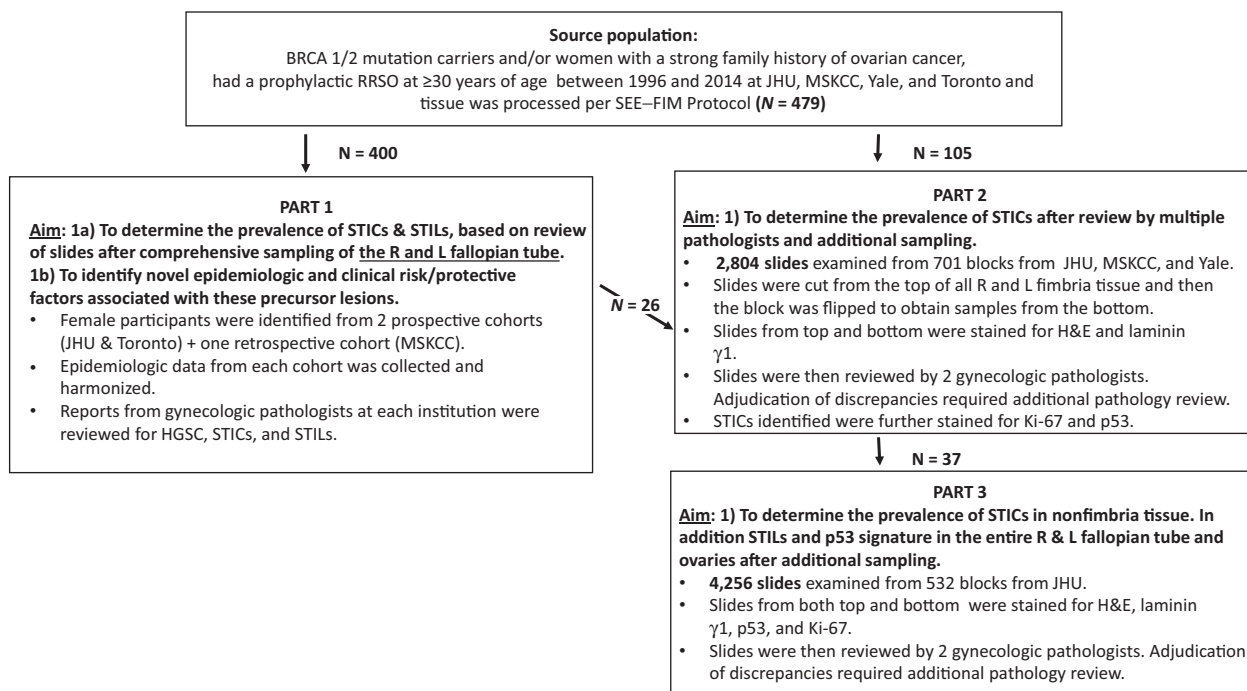 Source population:
BRCA 1/2 mutation carriers and/or women with a strong family history of ovarian cancer,
had a prophylactic RRSO at ≥30 years of age between 1996 and 2014 at JHU, MSKCC, Yale, and Toronto and
tissue was processed per SEE–FIM Protocol (N = 479)
N = 400
N = 105
PART 1
Aim: 1a) To determine the prevalence of STICs & STILs, based on review
of slides after comprehensive sampling of the R and L fallopian tube.
1b) To identify novel epidemiologic and clinical risk/protective
factors associated with these precursor lesions.
• Female participants were identified from 2 prospective cohorts
(JHU & Toronto) + one retrospective cohort (MSKCC).
• Epidemiologic data from each cohort was collected and
harmonized.
• Reports from gynecologic pathologists at each institution were
reviewed for HGSC, STICs, and STILs.
N = 26
PART 2
Aim: 1) To determine the prevalence of STICs after review by multiple
pathologists and additional sampling.
• 2,804 slides examined from 701 blocks from JHU, MSKCC, and Yale.
• Slides were cut from the top of all R and L fimbria tissue and then
the block was flipped to obtain samples from the bottom.
• Slides from top and bottom were stained for H&E and laminin
γ1.
• Slides were then reviewed by 2 gynecologic pathologists.
Adjudication of discrepancies required additional pathology review.
• STICs identified were further stained for Ki-67 and p53.
N = 37
PART 3
Aim: 1) To determine the prevalence of STICs in nonfimbria tissue. In
addition STILs and p53 signature in the entire R & L fallopian tube and
ovaries after additional sampling.
• 4,256 slides examined from 532 blocks from JHU.
• Slides from both top and bottom were stained for H&E, laminin
γ1, p53, and Ki-67.
• Slides were then reviewed by 2 gynecologic pathologists. Adjudication
of discrepancies required additional pathology review.